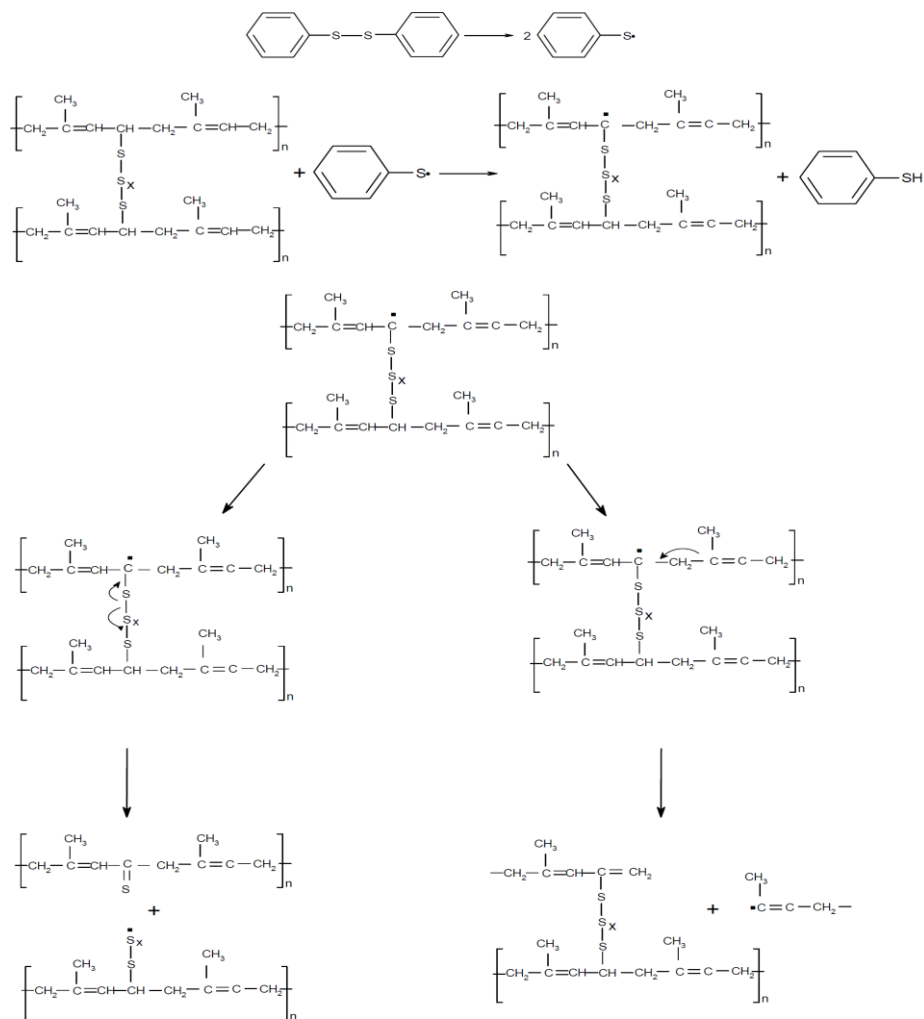 S—S 2 S•
CH₃ CH₃ CH₃ CH₃
CH₂—C=CH—CH—CH₂—C=CH—CH₂ n CH₂—C=CH—C—CH₂—C=C—CH₂ n
S S
Sx + S• Sx + SH
S S
CH₃ CH₃ CH₃ CH₃
CH₂—C=CH—CH—CH₂—C=CH—CH₂ n CH₂—C=CH—CH—CH₂—C=C—CH₂ n
CH₃ CH₃
CH₂—C=CH—C—CH₂—C=C—CH₂ n
S
Sx
S
CH₃ CH₃
CH₂—C=CH—CH—CH₂—C=C—CH₂ n
CH₃ CH₃ CH₃ CH₃
CH₂—C=CH—C—CH₂—C=C—CH₂ n CH₂—C=CH—C—CH₂—C=C—CH₂ n
S S
Sx Sx
S S
CH₃ CH₃ CH₃ CH₃
CH₂—C=CH—CH—CH₂—C=C—CH₂ n CH₂—C=CH—CH—CH₂—C=C—CH₂ n
CH₃ CH₃
CH₂—C=CH—C—CH₂—C=C—CH₂ n
S
+
Sx
S
CH₃ CH₃
CH₂—C=CH—CH—CH₂—C=C—CH₂ n
CH₃
CH₂—C=CH—C=CH₂
S
Sx
S
CH₃ CH₃
CH₂—C=CH—CH—CH₂—C=C—CH₂ n
+
CH₃
•C=C—CH₂